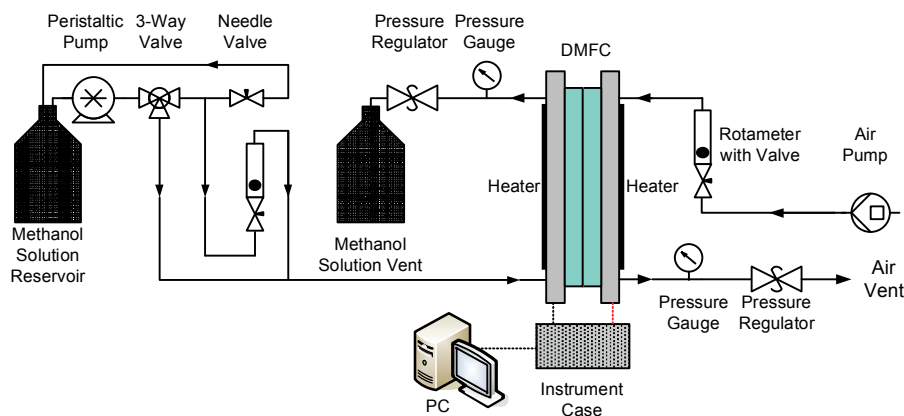 Peristaltic
Pump
3-Way
Valve
Needle
Valve
Pressure
Regulator
Pressure
Gauge
DMFC
Rotameter
with Valve
Air
Pump
Heater
Heater
Methanol
Solution
Reservoir
Methanol
Solution Vent
Pressure
Gauge
Pressure
Regulator
Air
Vent
PC
Instrument
Case